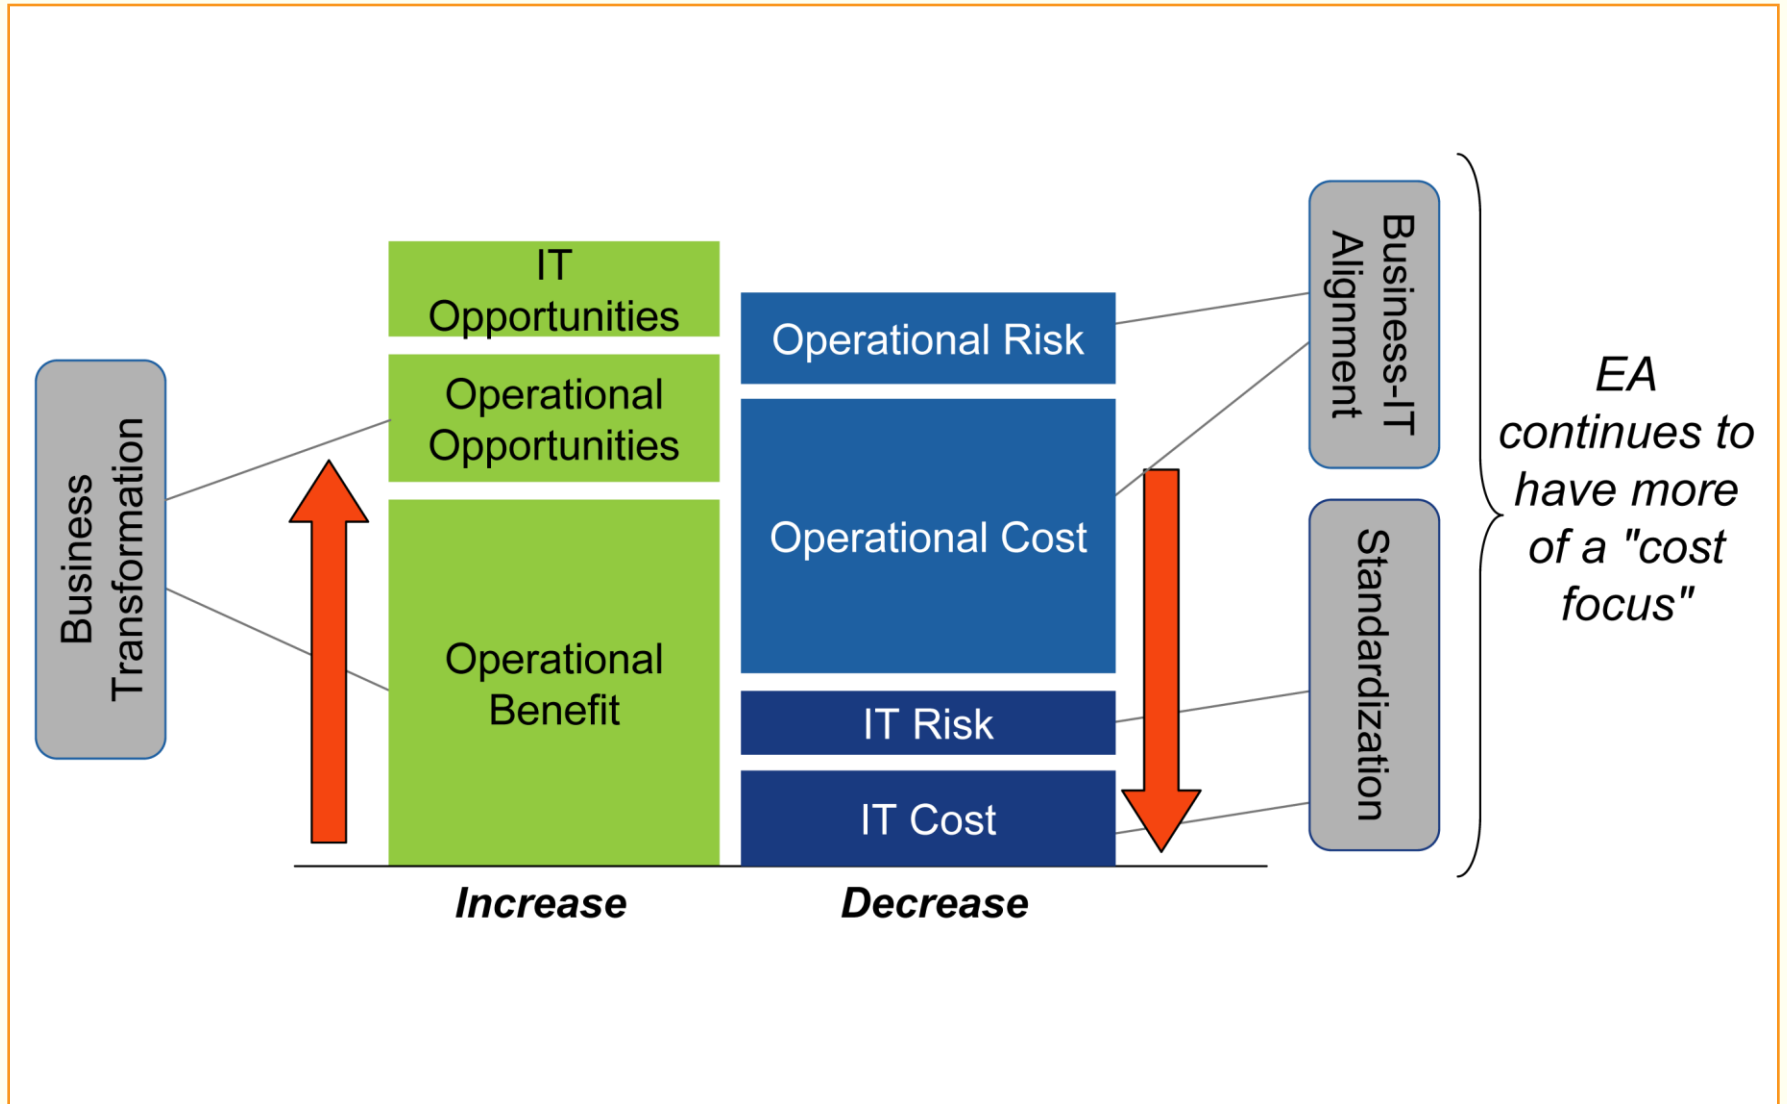 Business
Transformation
IT
Opportunities
Operational
Opportunities
Operational
Benefit
Increase
Operational Risk
Operational Cost
IT Risk
IT Cost
Decrease
Business-IT
Alignment
Standardization
EA
continues to
have more
of a "cost
focus"